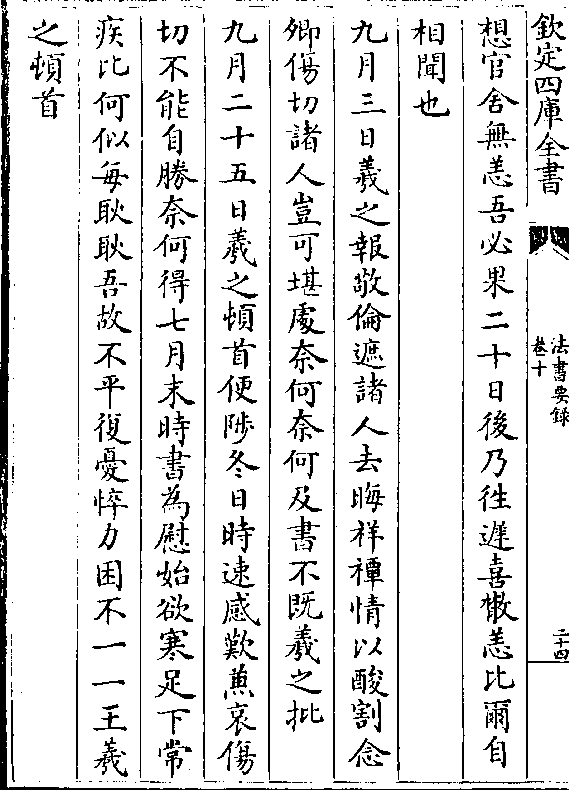 欽定四庫全書
法書要録
卷十
二十四
想官舍無恙吾必果二十日後乃往遲喜散恙比爾自
相聞也
九月三日羲之報敬倫遮諸人去晦祥禫情以酸割念
卿傷切諸人豈可堪處奈何奈何及書不既羲之批
九月二十五日羲之頓首便陟冬日時速感歎兼哀傷
切不能自勝奈何得七月末時書為慰始欲寒足下常
疾比何似每耿耿吾故不平復憂悴力困不一一王羲
之頓首